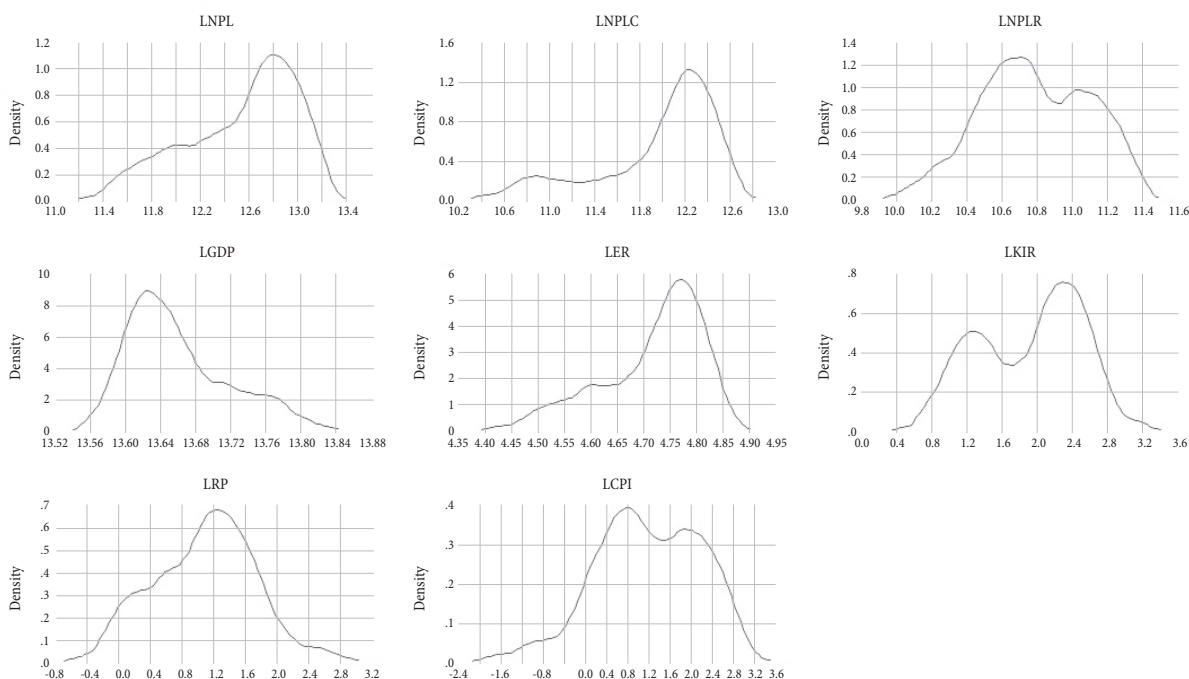 LNPL
1.2
1.0
0.8
0.6
0.4
0.2
0.0
Density
11.0 11.4 11.8 12.2 12.6 13.0 13.4
LNPLC
1.6
1.2
0.8
0.4
0.0
Density
10.2 10.6 11.0 11.4 11.8 12.2 12.6 13.0
LNPLR
1.4
1.2
1.0
0.8
0.6
0.4
0.2
0.0
Density
9.8 10.0 10.2 10.4 10.6 10.8 11.0 11.2 11.4 11.6
LGDP
10
8
6
4
2
0
Density
13.52 13.56 13.60 13.64 13.68 13.72 13.76 13.80 13.84 13.88
LER
6
5
4
3
2
1
0
Density
4.35 4.40 4.45 4.50 4.55 4.60 4.65 4.70 4.77 4.80 4.85 4.90 4.95
LKIR
.8
.6
.4
.2
.0
Density
0.0 0.4 0.8 1.2 1.6 2.0 2.4 2.8 3.2 3.6
LRP
.7
.6
.5
.4
.3
.2
.1
.0
Density
-0.8 -0.4 0.0 0.4 0.8 1.2 1.6 2.0 2.4 2.8 3.2
LCPI
.4
.3
.2
.1
.0
Density
-2.4 -1.6 -0.8 0.0 0.4 0.8 1.2 1.6 2.0 2.4 2.8 3.2 3.6